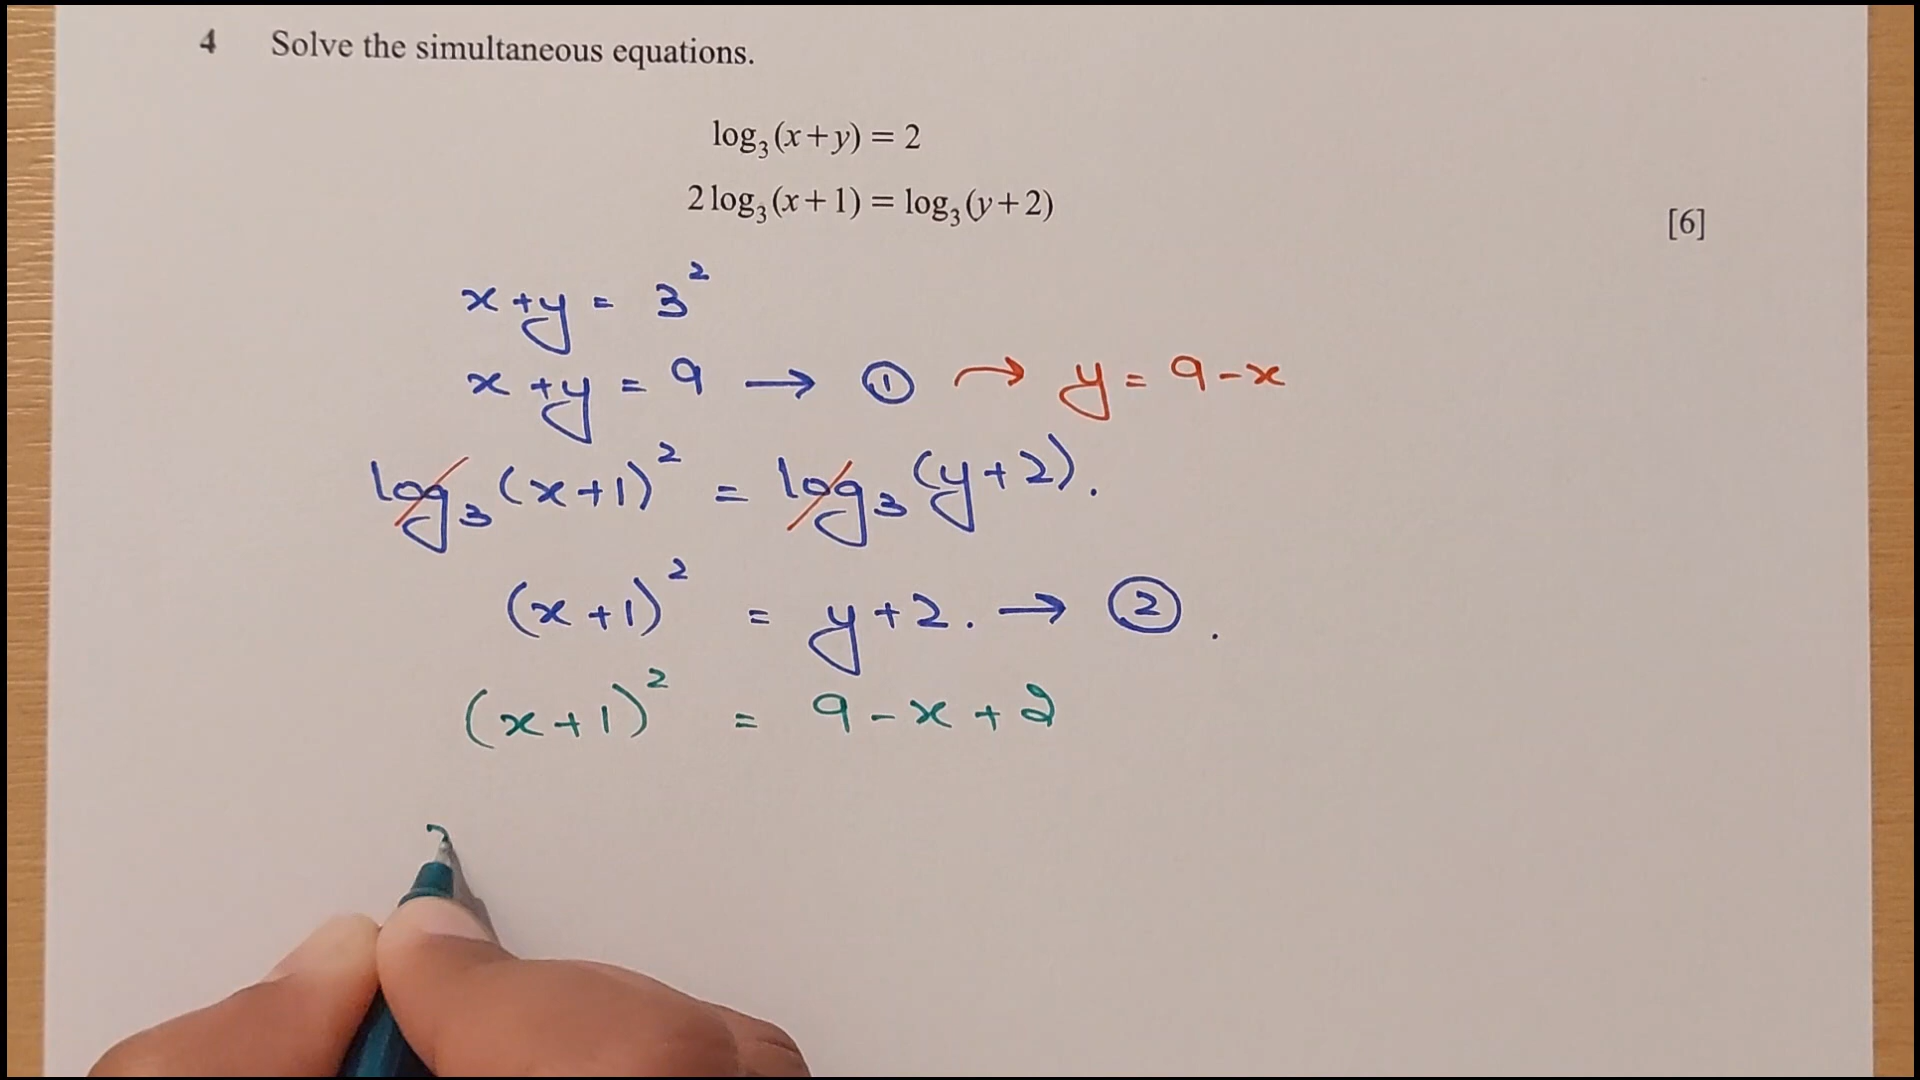 4 Solve the simultaneous equations.
log₃(x+y) = 2
2 log₃(x+1) = log₃(y+2)
[6]
x+y = 3²
x+y = 9 → ① → y = 9-x
log₃(x+1)² = log₃(y+2).
(x+1)² = y+2. → ② .
(x+1)² = 9-x+2